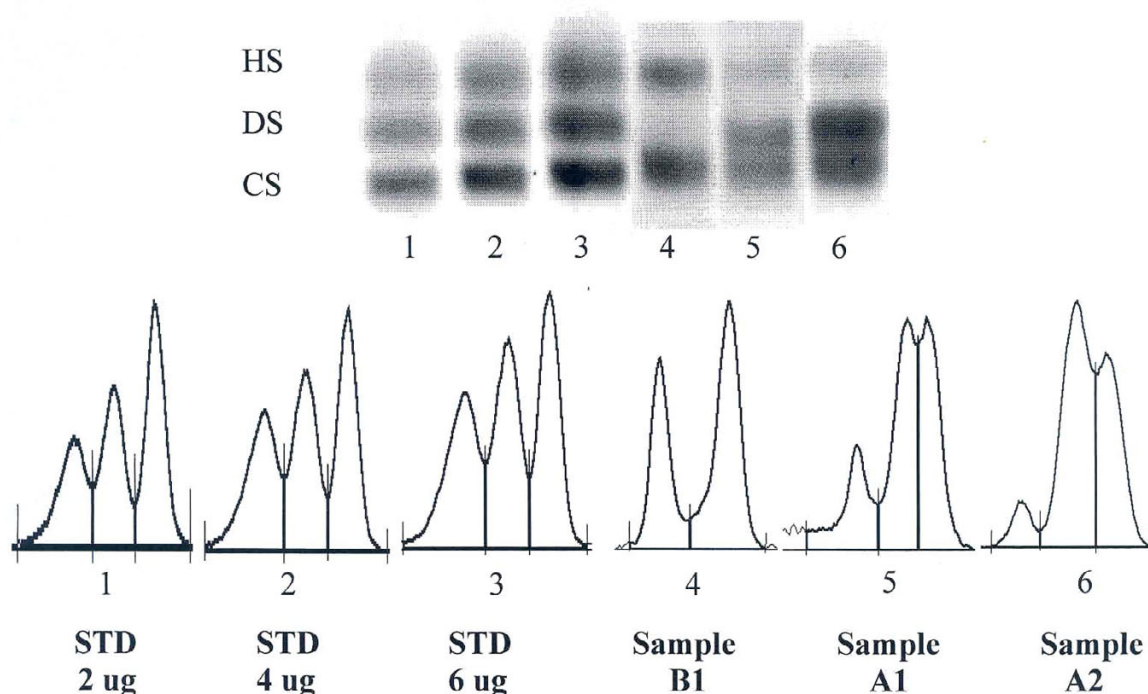 HS
DS
CS
1 2 3 4 5 6
1 2 3 4 5 6
STD STD STD Sample Sample Sample
2 ug 4 ug 6 ug B1 A1 A2